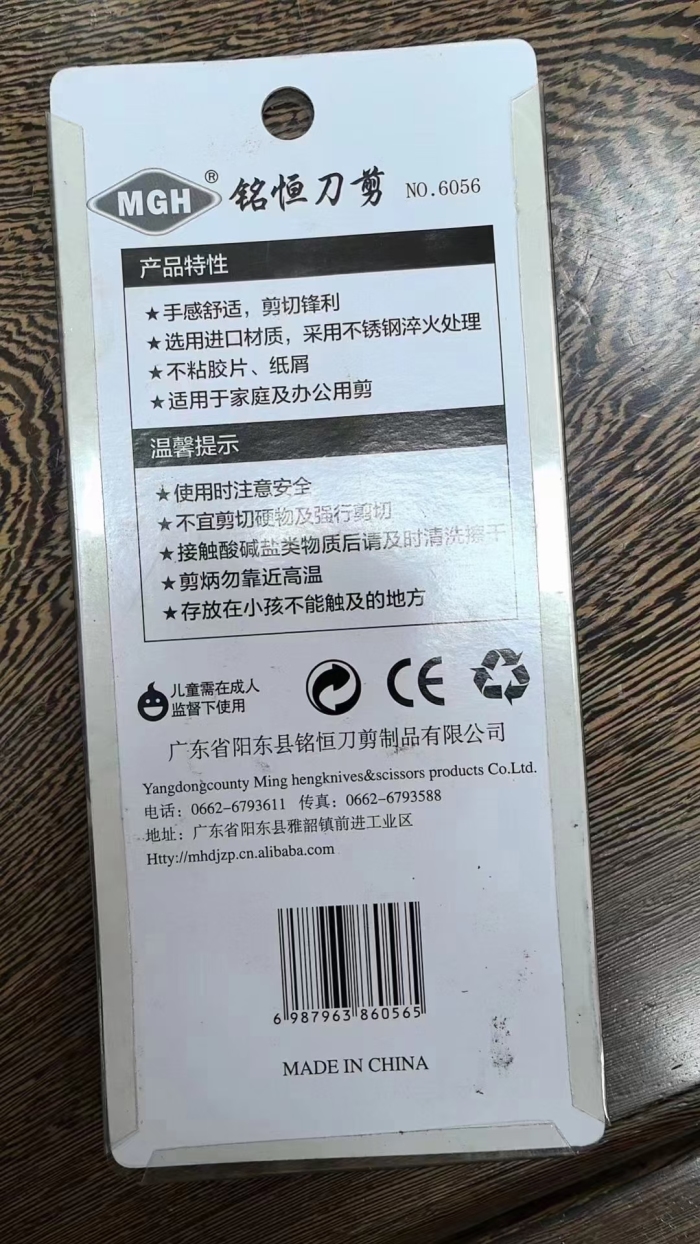 MGH® 铭恒刀剪 NO.6056
产品特性
★手感舒适，剪切锋利
★选用进口材质，采用不锈钢淬火处理
★不粘胶片、纸屑
★适用于家庭及办公用剪
温馨提示
★使用时注意安全
★不宜剪切硬物及强行剪切
★接触酸碱盐类物质后请及时清洗擦干
★剪炳勿靠近高温
★存放在小孩不能触及的地方
儿童需在成人
监督下使用
CE
广东省阳东县铭恒刀剪制品有限公司
Yangdongcounty Ming hengknives&scissors products Co.Ltd.
电话：0662-6793611 传真：0662-6793588
地址：广东省阳东县雅韶镇前进工业区
Htty://mhdjzp.cn.alibaba.com
6 987963 860565
MADE IN CHINA